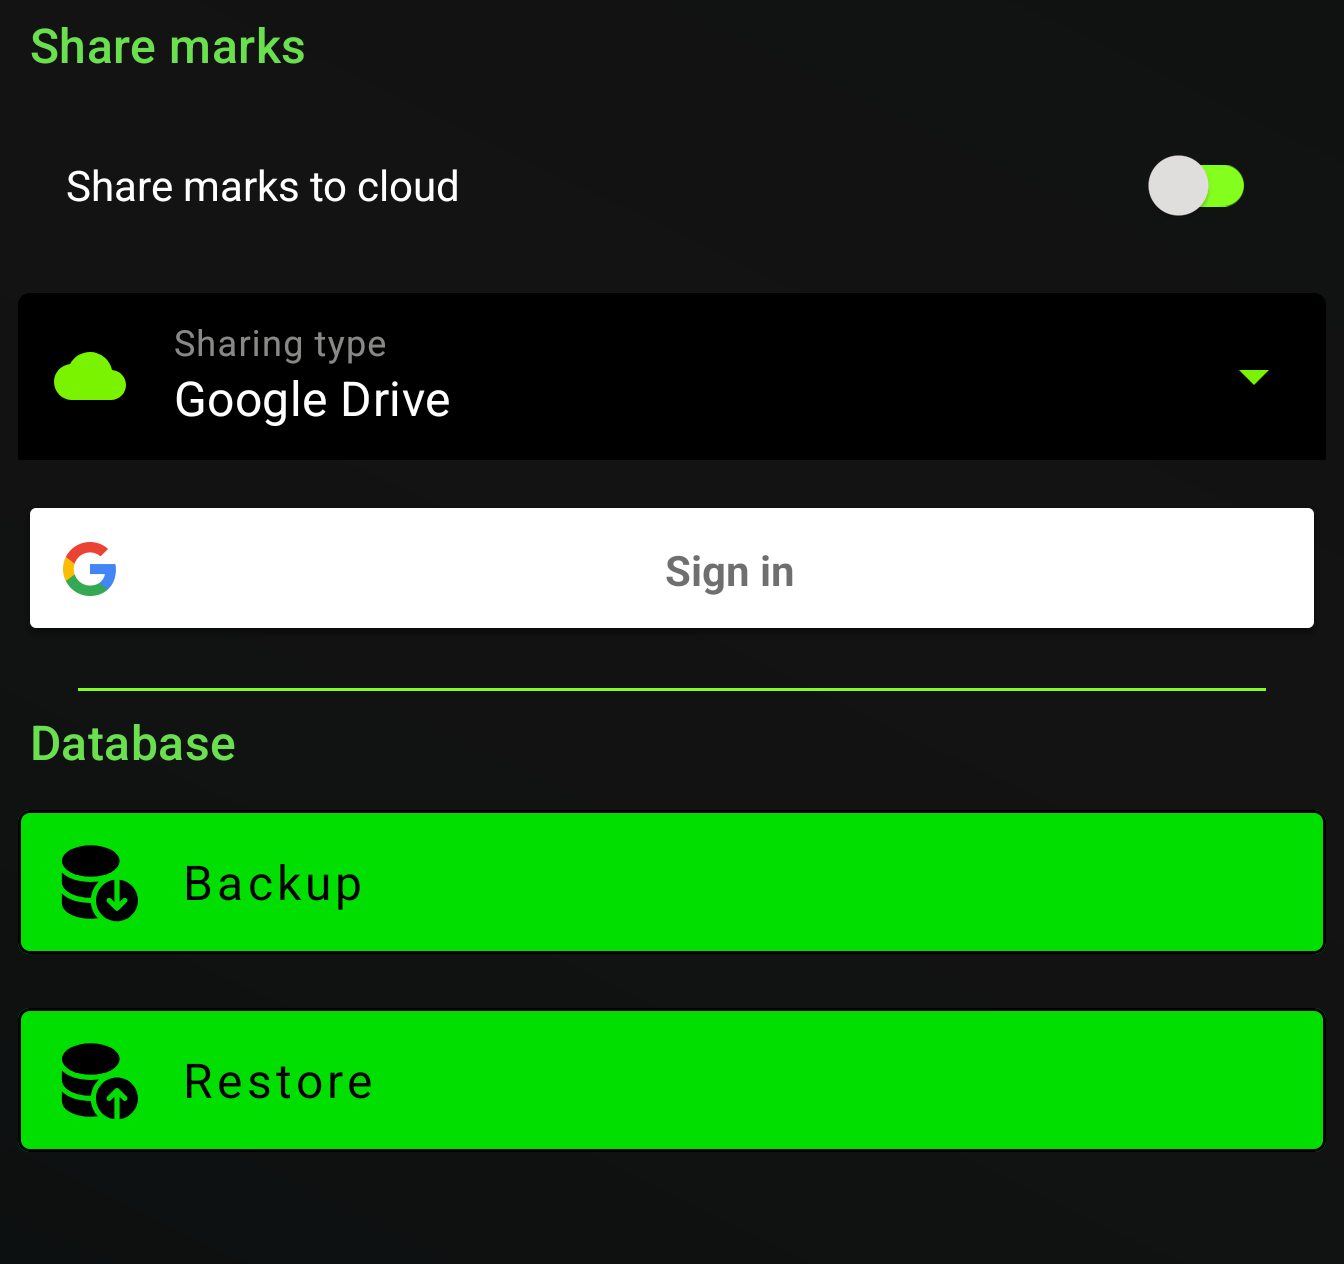 Share marks
Share marks to cloud
Sharing type
Google Drive
Sign in
Database
Backup
Restore